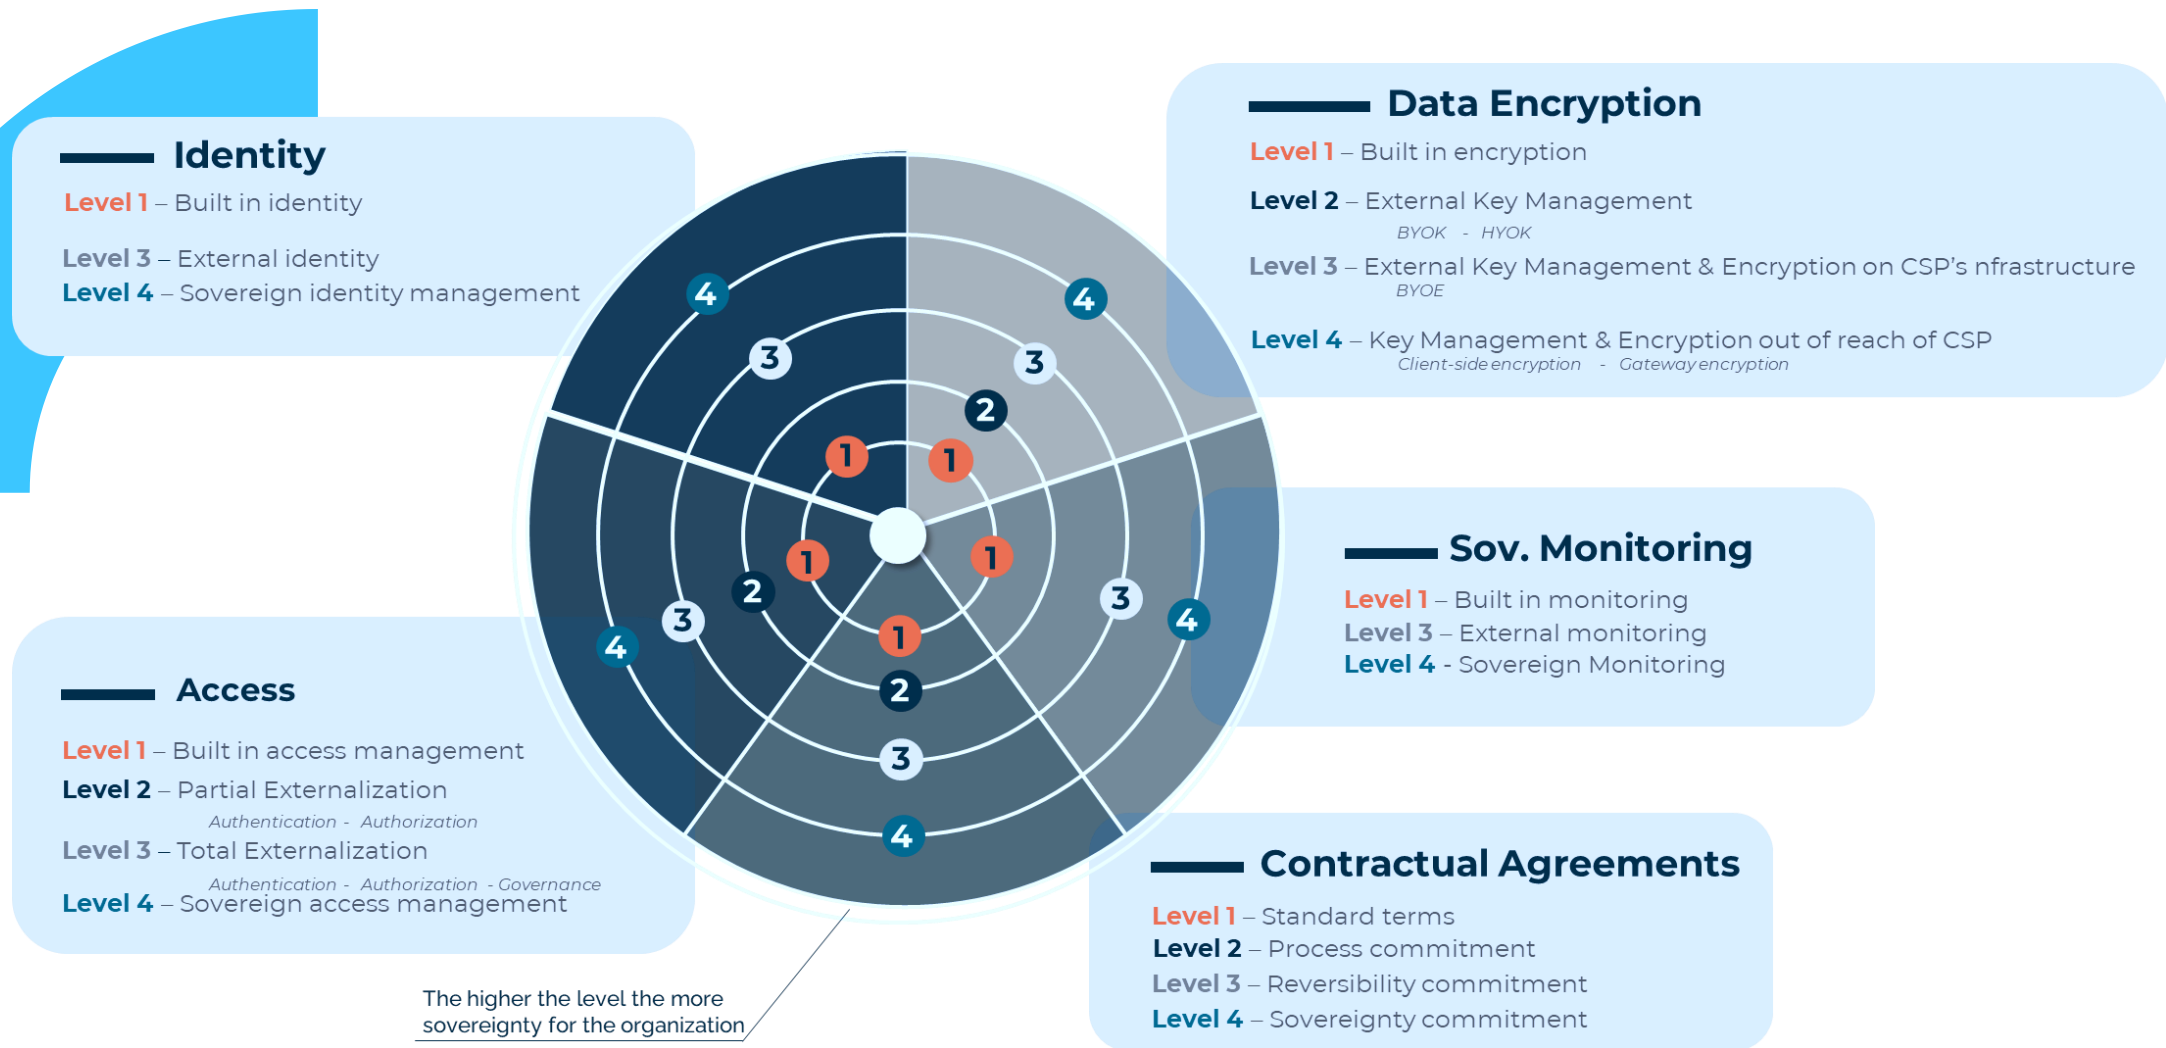 Identity
Level 1 – Built in identity
Level 3 – External identity
Level 4 – Sovereign identity management
Data Encryption
Level 1 – Built in encryption
Level 2 – External Key Management
BYOK - HYOK
Level 3 – External Key Management & Encryption on CSP's nfrastructure
BYOE
Level 4 – Key Management & Encryption out of reach of CSP
Client-side encryption - Gateway encryption
4
4
3
3
2
1
1
1
1
2
3
3
4
4
1
2
3
4
Sov. Monitoring
Level 1 – Built in monitoring
Level 3 – External monitoring
Level 4 - Sovereign Monitoring
Access
Level 1 – Built in access management
Level 2 – Partial Externalization
Authentication - Authorization
Level 3 – Total Externalization
Authentication - Authorization - Governance
Level 4 – Sovereign access management
Contractual Agreements
Level 1 – Standard terms
Level 2 – Process commitment
Level 3 – Reversibility commitment
Level 4 – Sovereignty commitment
The higher the level the more
sovereignty for the organization